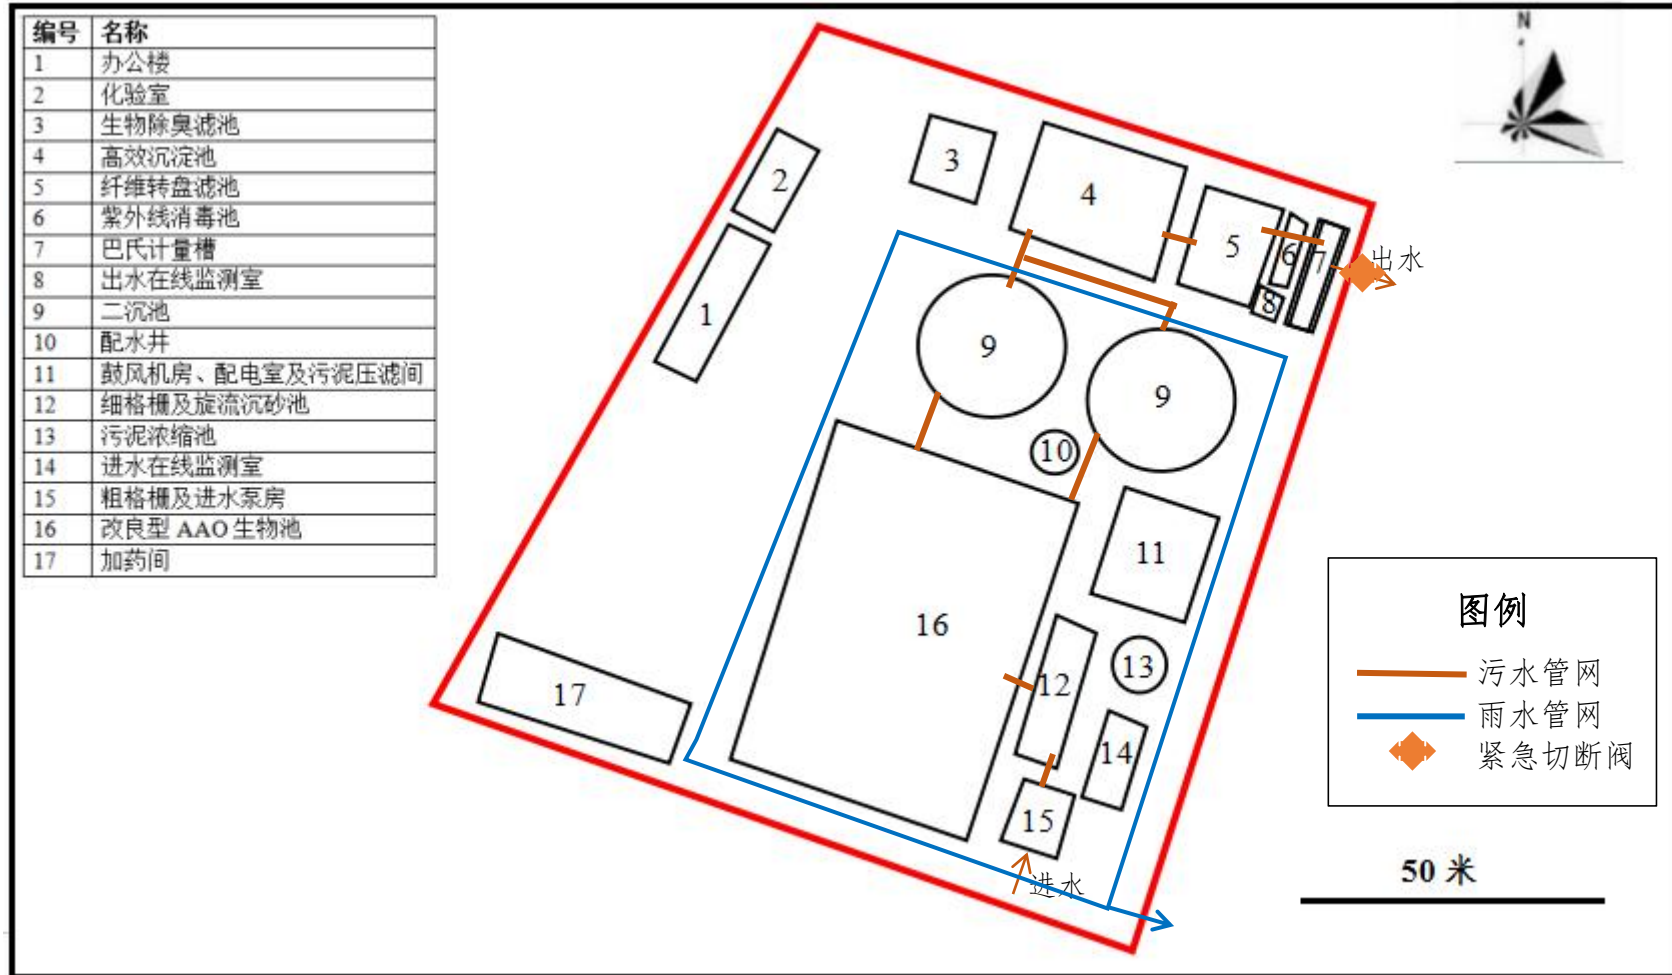 编号 名称
1 办公楼
2 化验室
3 生物除臭滤池
4 高效沉淀池
5 纤维转盘滤池
6 紫外线消毒池
7 巴氏计量槽
8 出水在线监测室
9 二沉池
10 配水井
11 鼓风机房、配电室及污泥压滤间
12 细格栅及旋流沉砂池
13 污泥浓缩池
14 进水在线监测室
15 粗格栅及进水泵房
16 改良型 AAO 生物池
17 加药间
N
3
4
2
5
6
7
出水
8
1
9
9
10
11
16
12
13
17
14
15
进水
图例
污水管网
雨水管网
紧急切断阀
50 米